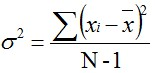 σ² = ∑(xᵢ - x̅)² / N-1